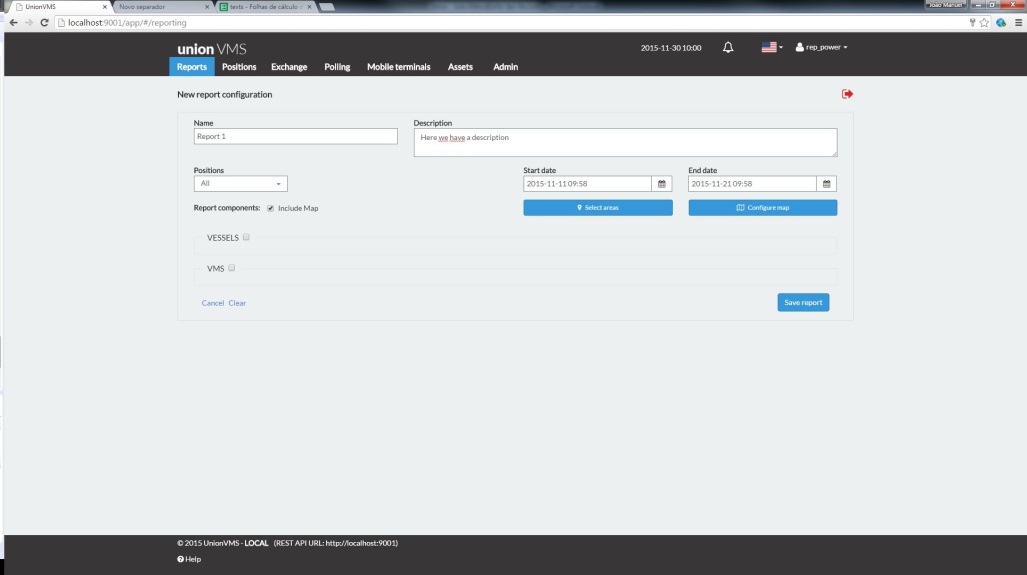 UnionVMS
Novo separador
tests - Folhas de cálculo
João Manuel
localhost:9001/app/#/reporting
union VMS
2015-11-30 10:00
rep_power
Reports Positions Exchange Polling Mobile terminals Assets Admin
New report configuration
Name
Description
Report 1
Here we have a description
Positions
Start date
End date
All
2015-11-11 09:58
2015-11-21 09:58
Report components: Include Map
Select areas
Configure map
VESSELS
VMS
Cancel Clear
Save report
© 2015 UnionVMS - LOCAL (REST API URL: http://localhost:9001)
Help